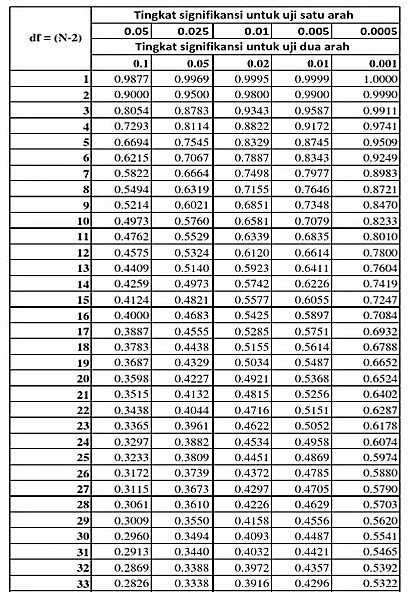 df = (N-2)
Tingkat signifikansi untuk uji satu arah
0.05 0.025 0.01 0.005 0.0005
Tingkat signifikansi untuk uji dua arah
0.1 0.05 0.02 0.01 0.001
1 0.9877 0.9969 0.9995 0.9999 1.0000
2 0.9000 0.9500 0.9800 0.9900 0.9990
3 0.8054 0.8783 0.9343 0.9587 0.9911
4 0.7293 0.8114 0.8822 0.9172 0.9741
5 0.6694 0.7545 0.8329 0.8745 0.9509
6 0.6215 0.7067 0.7887 0.8343 0.9249
7 0.5822 0.6664 0.7498 0.7977 0.8983
8 0.5494 0.6319 0.7155 0.7646 0.8721
9 0.5214 0.6021 0.6851 0.7348 0.8470
10 0.4973 0.5760 0.6581 0.7079 0.8233
11 0.4762 0.5529 0.6339 0.6835 0.8010
12 0.4575 0.5324 0.6120 0.6614 0.7800
13 0.4409 0.5140 0.5923 0.6411 0.7604
14 0.4259 0.4973 0.5742 0.6226 0.7419
15 0.4124 0.4821 0.5577 0.6055 0.7247
16 0.4000 0.4683 0.5425 0.5897 0.7084
17 0.3887 0.4555 0.5285 0.5751 0.6932
18 0.3783 0.4438 0.5155 0.5614 0.6788
19 0.3687 0.4329 0.5034 0.5487 0.6652
20 0.3598 0.4227 0.4921 0.5368 0.6524
21 0.3515 0.4132 0.4815 0.5256 0.6402
22 0.3438 0.4044 0.4716 0.5151 0.6287
23 0.3365 0.3961 0.4622 0.5052 0.6178
24 0.3297 0.3882 0.4534 0.4958 0.6074
25 0.3233 0.3809 0.4451 0.4869 0.5974
26 0.3172 0.3739 0.4372 0.4785 0.5880
27 0.3115 0.3673 0.4297 0.4705 0.5790
28 0.3061 0.3610 0.4226 0.4629 0.5703
29 0.3009 0.3550 0.4158 0.4556 0.5620
30 0.2960 0.3494 0.4093 0.4487 0.5541
31 0.2913 0.3440 0.4032 0.4421 0.5465
32 0.2869 0.3388 0.3972 0.4357 0.5392
33 0.2826 0.3338 0.3916 0.4296 0.5322